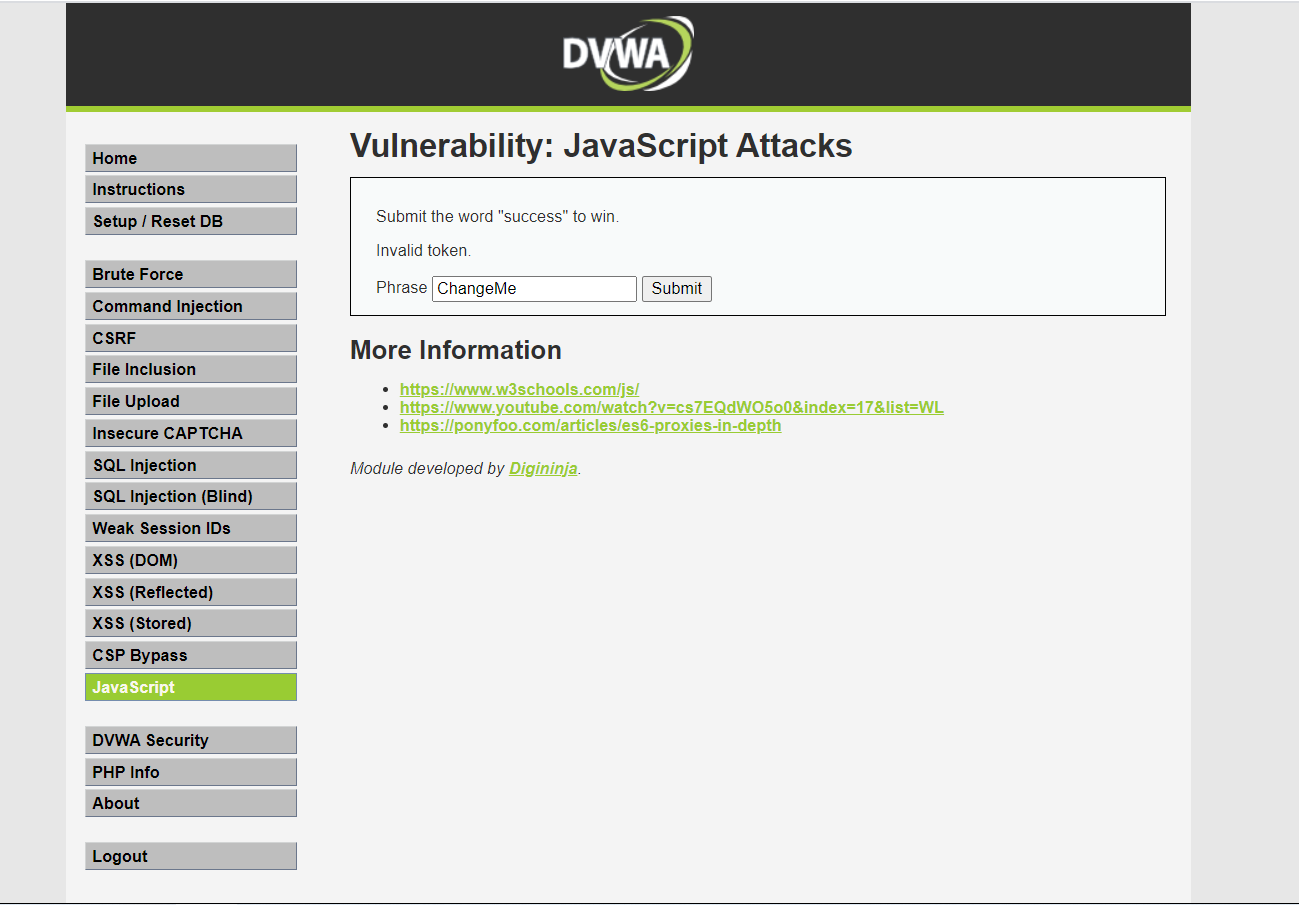 DVWA
Home
Instructions
Setup / Reset DB
Brute Force
Command Injection
CSRF
File Inclusion
File Upload
Insecure CAPTCHA
SQL Injection
SQL Injection (Blind)
Weak Session IDs
XSS (DOM)
XSS (Reflected)
XSS (Stored)
CSP Bypass
JavaScript
DVWA Security
PHP Info
About
Logout
Vulnerability: JavaScript Attacks
Submit the word "success" to win.
Invalid token.
Phrase ChangeMe Submit
More Information
https://www.w3schools.com/js/
https://www.youtube.com/watch?v=cs7EQdWO5o0&index=17&list=WL
https://ponyfoo.com/articles/es6-proxies-in-depth
Module developed by Digininja.